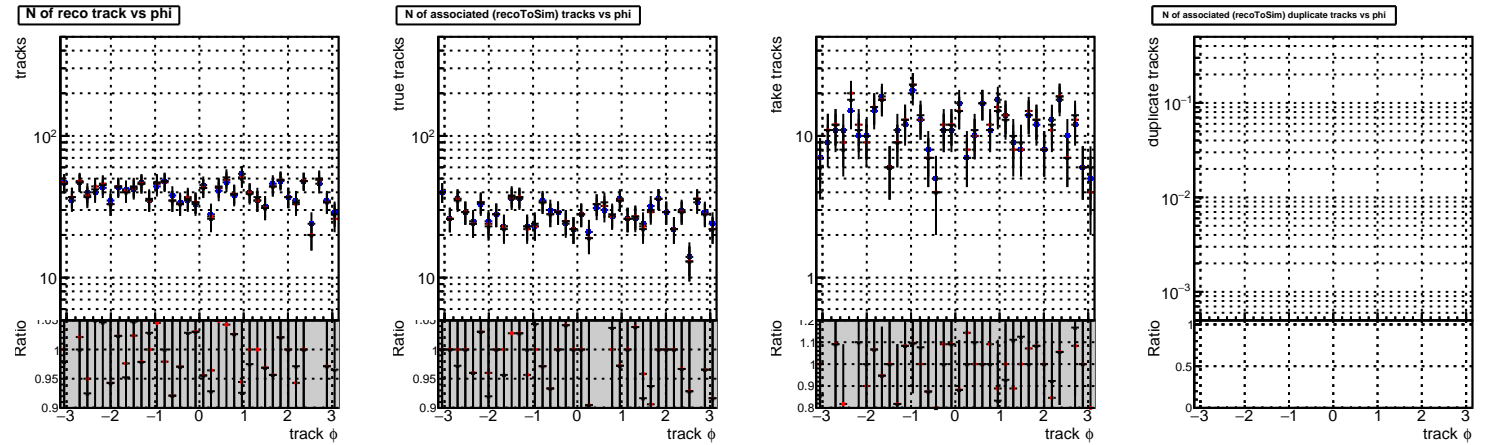 N of reco track vs phi
tracks
10²
10
Ratio
1.05
1
0.95
0.9
−3 −2 −1 0 1 2 3
track ϕ
N of associated (recoToSim) tracks vs phi
true tracks
10²
10
Ratio
1.05
1
0.95
0.9
−3 −2 −1 0 1 2 3
track ϕ
fake tracks
10
1
Ratio
1.2
1.1
1
0.9
0.8
−3 −2 −1 0 1 2 3
track ϕ
N of associated (recoToSim) duplicate tracks vs phi
duplicate tracks
10⁻¹
10⁻²
10⁻³
Ratio
1
0.5
0
−3 −2 −1 0 1 2 3
track ϕ